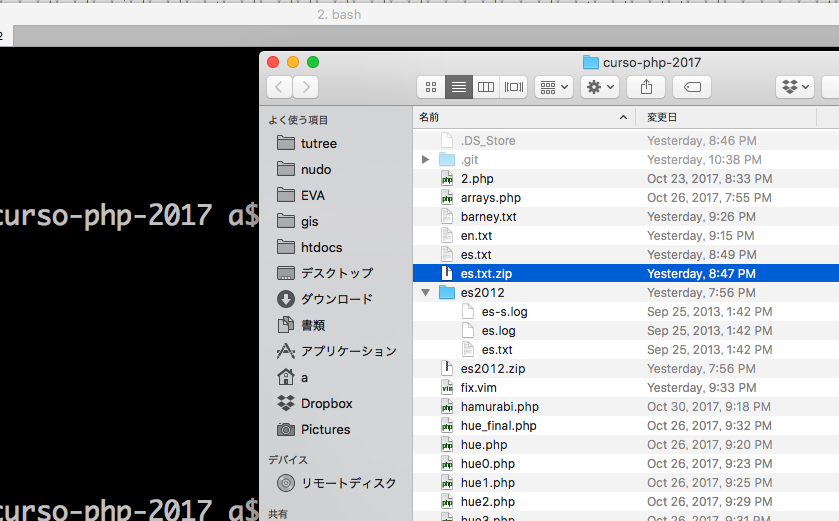 2. bash
2
curso-php-2017
よく使う項目
名前
変更日
tutree
nudo
EVA
gis
htdocs
デスクトップ
ダウンロード
書類
アプリケーション
a
Dropbox
Pictures
デバイス
リモートディスク
共有
.DS_Store Yesterday, 8:46 PM
.git Yesterday, 10:38 PM
2.php Oct 23, 2017, 8:33 PM
arrays.php Oct 26, 2017, 7:55 PM
barney.txt Yesterday, 9:26 PM
en.txt Yesterday, 9:15 PM
es.txt Yesterday, 8:49 PM
es.txt.zip Yesterday, 8:47 PM
es2012 Yesterday, 7:56 PM
es-s.log Sep 25, 2013, 1:42 PM
es.log Sep 25, 2013, 1:42 PM
es.txt Sep 25, 2013, 1:42 PM
es2012.zip Yesterday, 7:56 PM
fix.vim Yesterday, 9:33 PM
hamurabi.php Oct 30, 2017, 9:18 PM
hue_final.php Oct 26, 2017, 9:32 PM
hue.php Oct 26, 2017, 9:20 PM
hue0.php Oct 26, 2017, 9:23 PM
hue1.php Oct 26, 2017, 9:25 PM
hue2.php Oct 26, 2017, 9:29 PM
hue3.php Oct 26, 2017, 9:31 PM
curso-php-2017 a$
curso-php-2017 a$